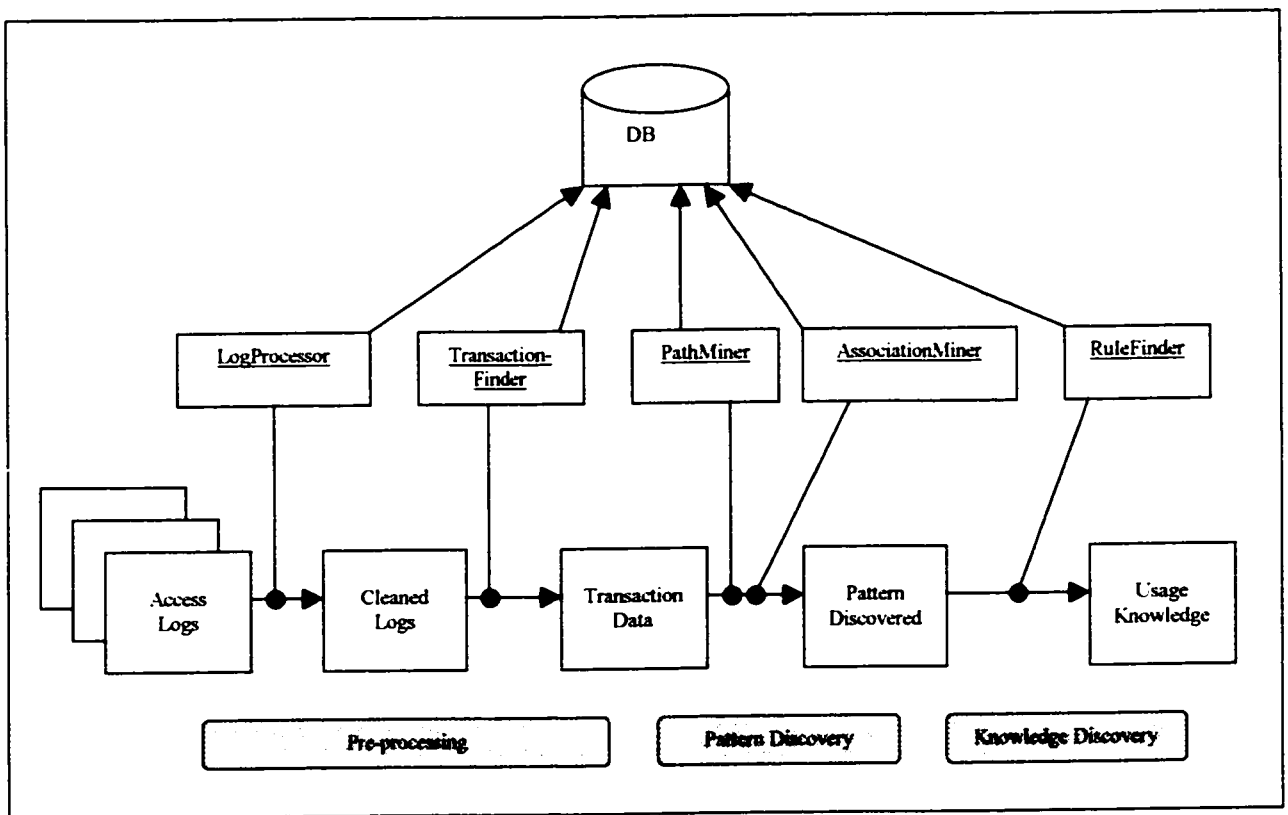 DB
LogProcessor
Transaction-
Finder
PathMiner
AssociationMiner
RuleFinder
Access
Logs
Cleaned
Logs
Transaction
Data
Pattern
Discovered
Usage
Knowledge
Pre-processing
Pattern Discovery
Knowledge Discovery